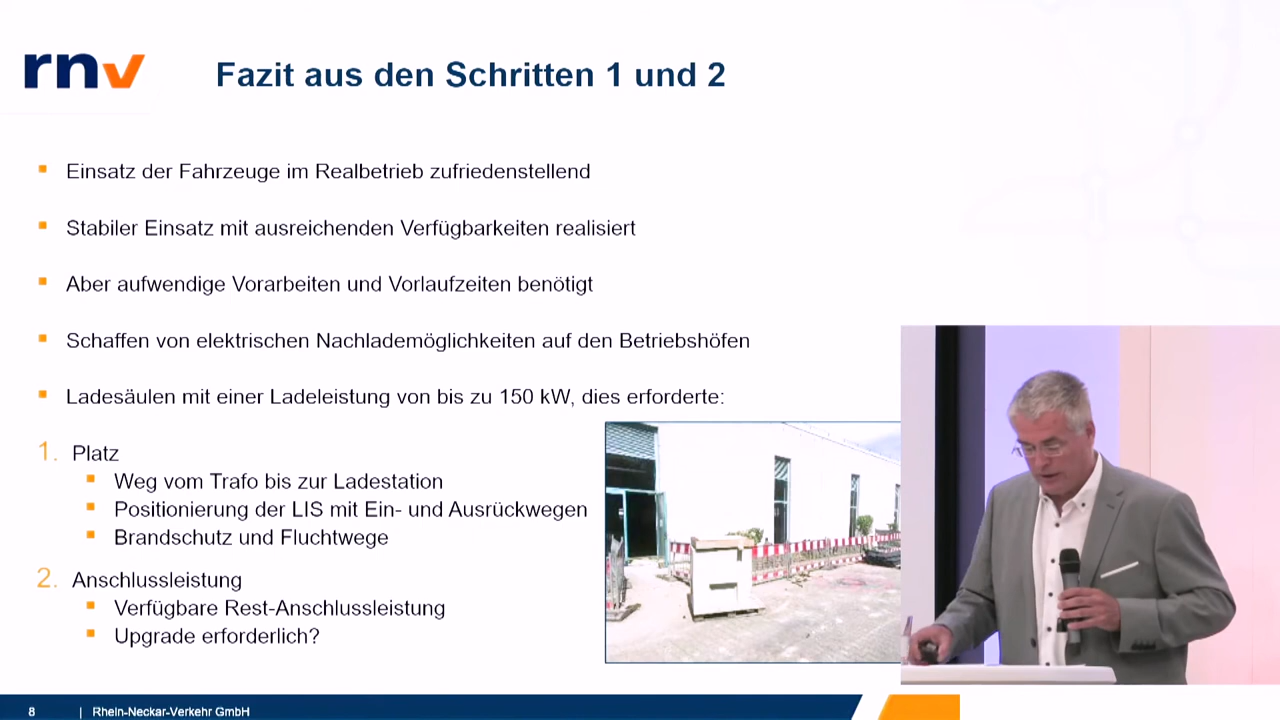 rnv
Fazit aus den Schritten 1 und 2
Einsatz der Fahrzeuge im Realbetrieb zufriedenstellend
Stabiler Einsatz mit ausreichenden Verfügbarkeiten realisiert
Aber aufwendige Vorarbeiten und Vorlaufzeiten benötigt
Schaffen von elektrischen Nachlademöglichkeiten auf den Betriebshöfen
Ladesäulen mit einer Ladeleistung von bis zu 150 kW, dies erforderte:
1. Platz
Weg vom Trafo bis zur Ladestation
Positionierung der LIS mit Ein- und Ausrückwegen
Brandschutz und Fluchtwege
2. Anschlussleistung
Verfügbare Rest-Anschlussleistung
Upgrade erforderlich?
8 | Rhein-Neckar-Verkehr GmbH